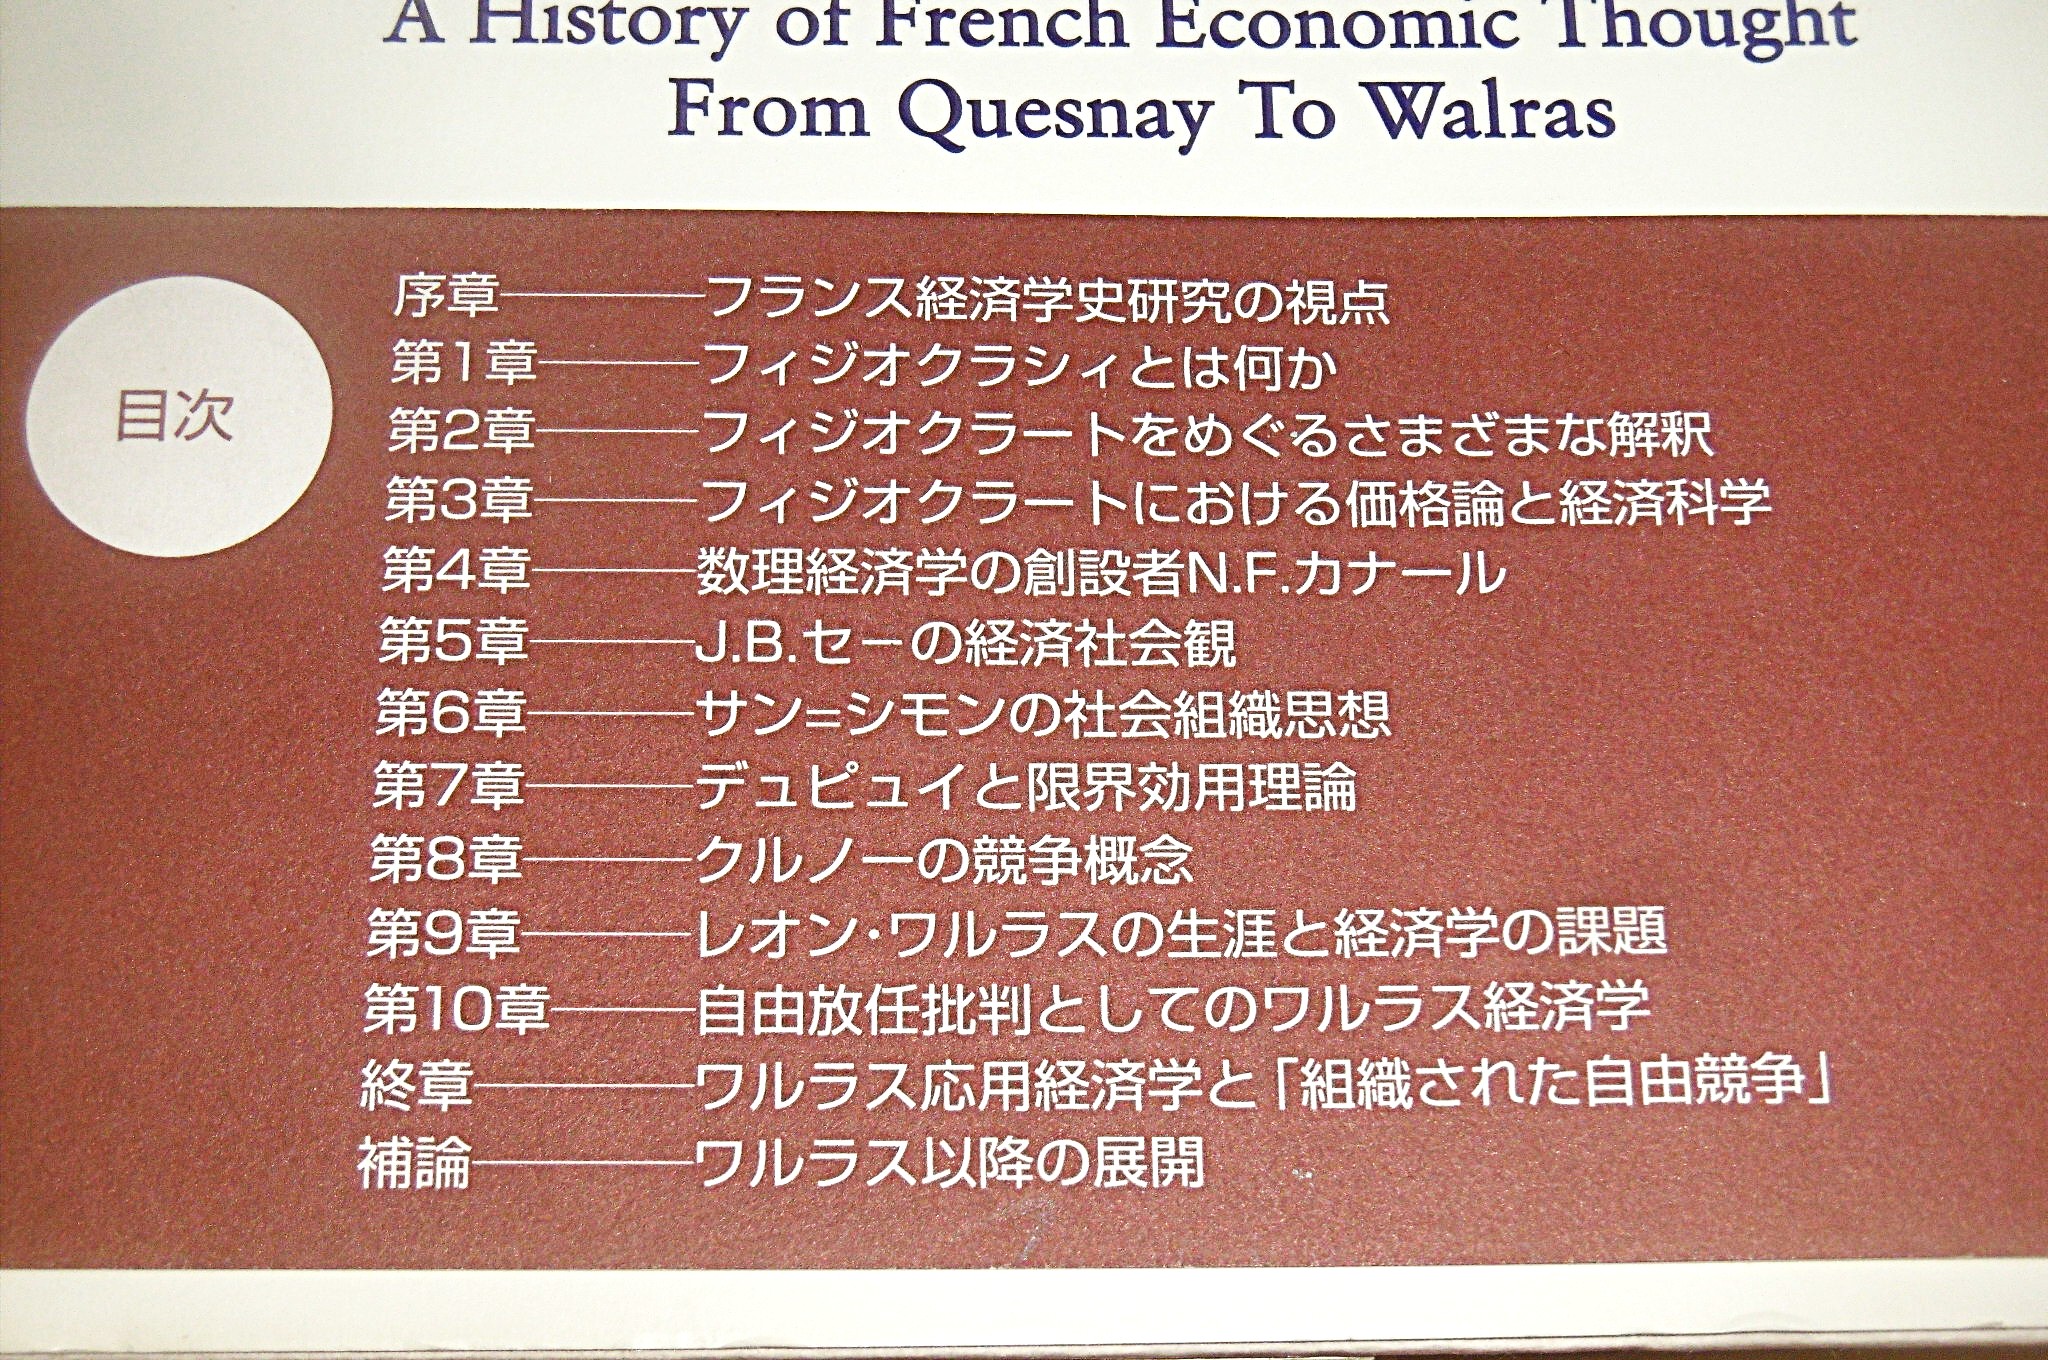 A History of French Economic Thought
From Quesnay To Walras
目次
序章――フランス経済学史研究の視点
第1章――フィジオクラシィとは何か
第2章――フィジオクラートをめぐるさまざまな解釈
第3章――フィジオクラートにおける価格論と経済科学
第4章――数理経済学の創設者N.F.カナール
第5章――J.B.セーの経済社会観
第6章――サン=シモンの社会組織思想
第7章――デュピュイと限界効用理論
第8章――クルノーの競争概念
第9章――レオン・ワルラスの生涯と経済学の課題
第10章――自由放任批判としてのワルラス経済学
終章――ワルラス応用経済学と「組織された自由競争」
補論――ワルラス以降の展開